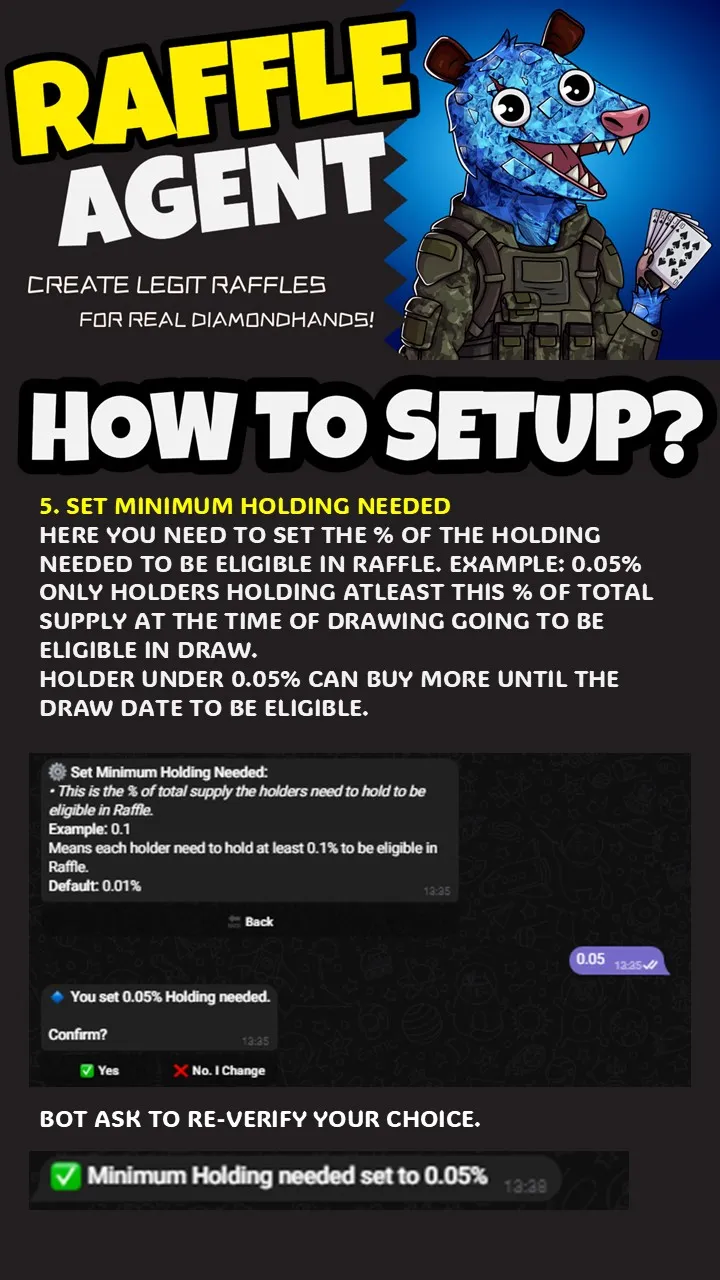 RAFFLE
AGENT
CREATE LEGIT RAFFLES
FOR REAL DIAMONDHANDS!
HOW TO SETUP?
5. SET MINIMUM HOLDING NEEDED
HERE YOU NEED TO SET THE % OF THE HOLDING
NEEDED TO BE ELIGIBLE IN RAFFLE. EXAMPLE: 0.05%
ONLY HOLDERS HOLDING ATLEAST THIS % OF TOTAL
SUPPLY AT THE TIME OF DRAWING GOING TO BE
ELIGIBLE IN DRAW.
HOLDER UNDER 0.05% CAN BUY MORE UNTIL THE
DRAW DATE TO BE ELIGIBLE.
Set Minimum Holding Needed:
• This is the % of total supply the holders need to hold to be
eligible in Raffle.
Example: 0.1
Means each holder need to hold at least 0.1% to be eligible in
Raffle.
Default: 0.01%
13:35
Back
0.05 13:35
You set 0.05% Holding needed.
Confirm?
13:35
Yes
No. I Change
BOT ASK TO RE-VERIFY YOUR CHOICE.
Minimum Holding needed set to 0.05%